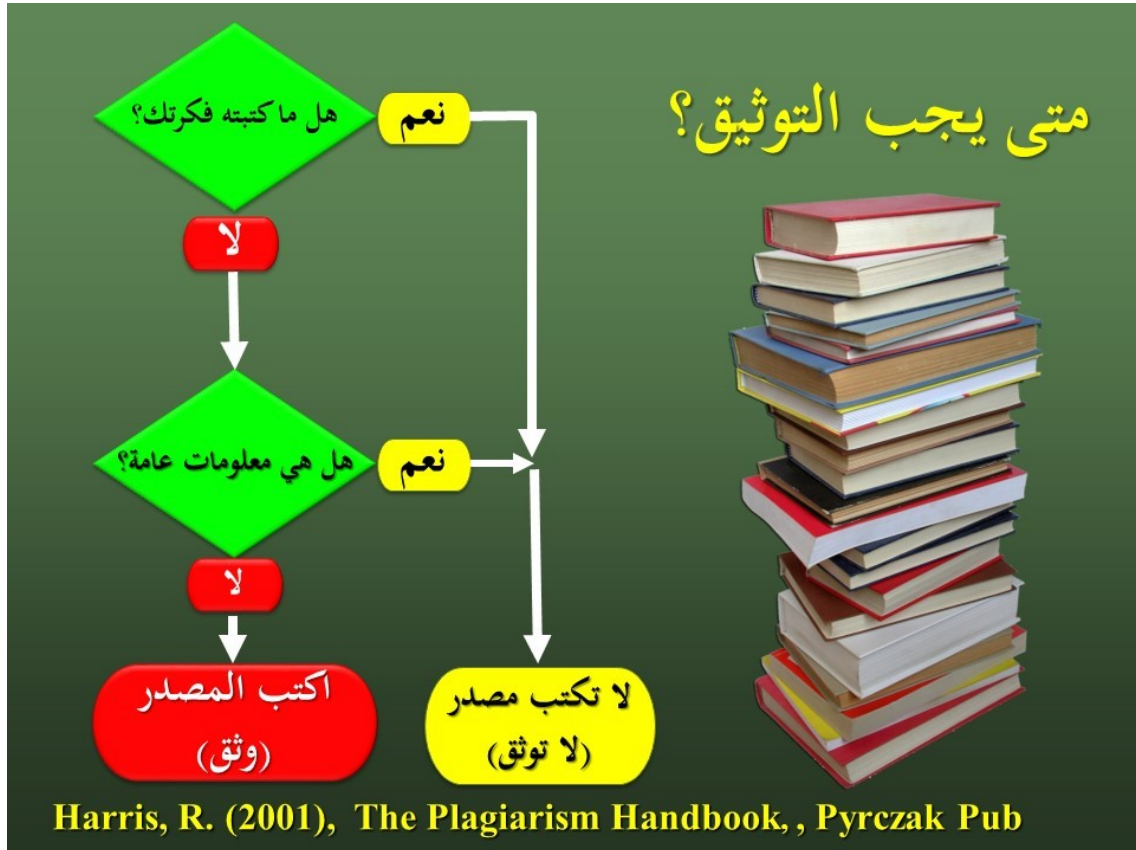 متى يجب التوثيق؟
هل ما كتبته فكرتك؟
نعم
لا
هل هي معلومات عامة؟
نعم
لا
اكتب المصدر
(وثق)
لا تكتب مصدر
(لا توثق)
Harris, R. (2001), The Plagiarism Handbook, , Pyrczak Pub